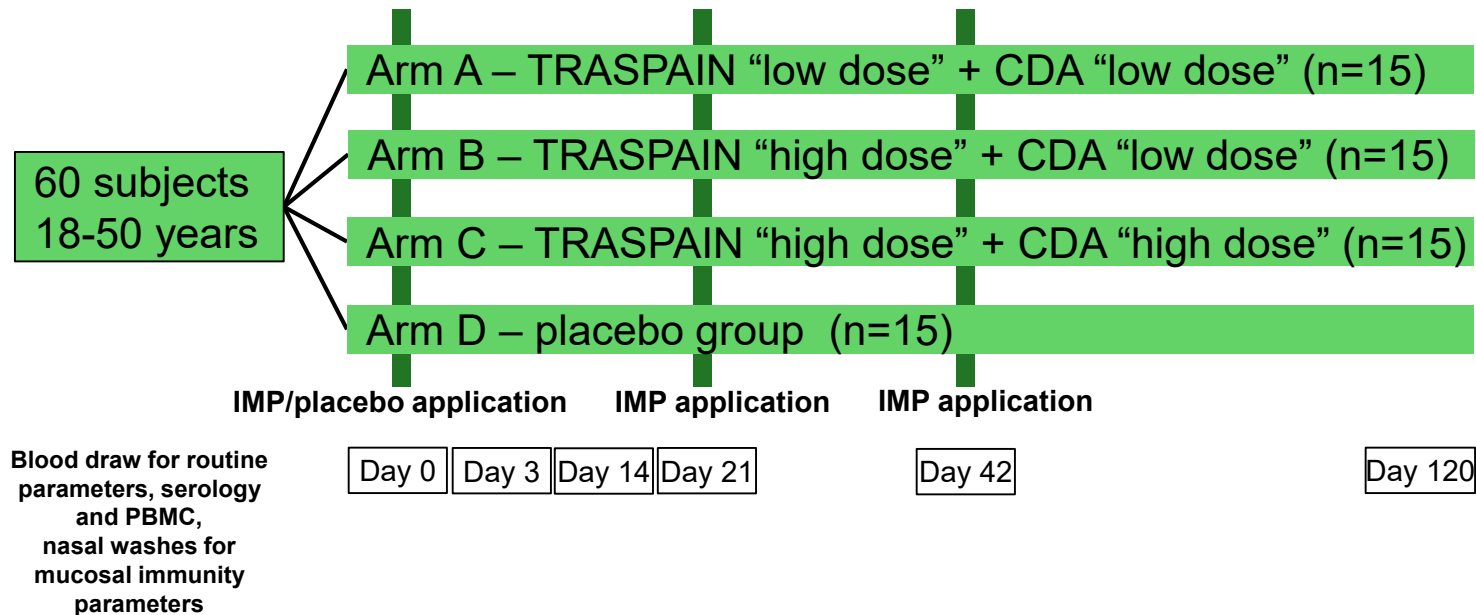 Arm A – TRASPAIN “low dose” + CDA “low dose” (n=15)
Arm B – TRASPAIN “high dose” + CDA “low dose” (n=15)
60 subjects
18-50 years
Arm C – TRASPAIN “high dose” + CDA “high dose” (n=15)
Arm D – placebo group (n=15)
IMP/placebo application
IMP application
IMP application
Blood draw for routine
parameters, serology
and PBMC,
nasal washes for
mucosal immunity
parameters
Day 0
Day 3
Day 14
Day 21
Day 42
Day 120